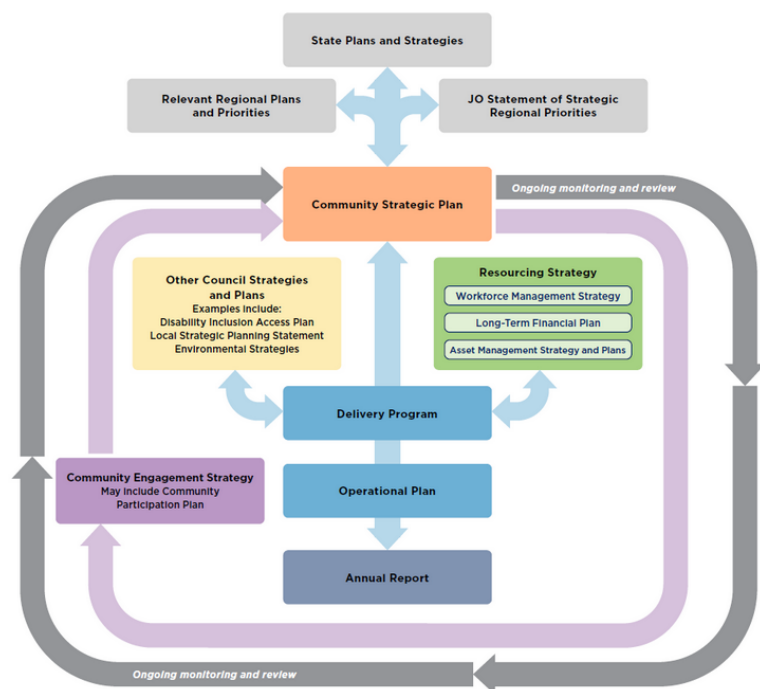 State Plans and Strategies
Relevant Regional Plans
and Priorities
JO Statement of Strategic
Regional Priorities
Community Strategic Plan
Ongoing monitoring and review
Other Council Strategies
and Plans
Examples include:
Disability Inclusion Access Plan
Local Strategic Planning Statement
Environmental Strategies
Resourcing Strategy
Workforce Management Strategy
Long-Term Financial Plan
Asset Management Strategy and Plans
Delivery Program
Community Engagement Strategy
May include Community
Participation Plan
Operational Plan
Annual Report
Ongoing monitoring and review